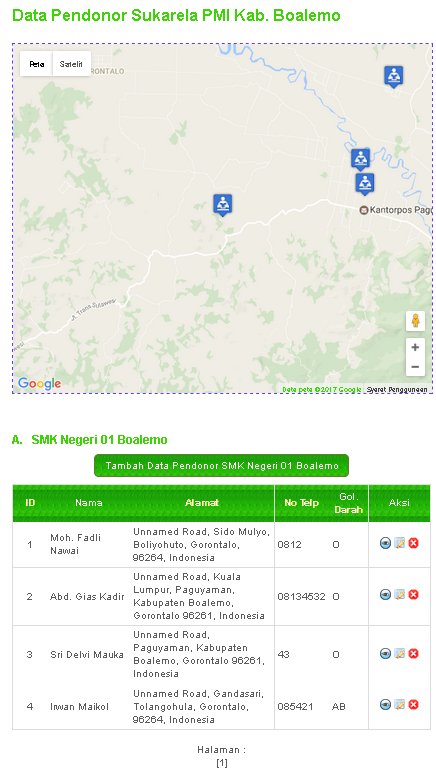 Data Pendonor Sukarela PMI Kab. Boalemo
Peta
Satelit
GORONTALO
Kantorpos Pag
Jl. Trans Sulawesi
Google
Data peta ©2017 Google
Syarat Penggunaan
A. SMK Negeri 01 Boalemo
Tambah Data Pendonor SMK Negeri 01 Boalemo
ID
Nama
Alamat
No Telp
Gol.
Darah
Aksi
1
Moh. Fadli
Nawai
Unnamed Road, Sido Mulyo,
Boliyohuto, Gorontalo,
96264, Indonesia
0812
O
2
Abd. Gias Kadir
Unnamed Road, Kuala
Lumpur, Paguyaman,
Kabupaten Boalemo,
Gorontalo 96261, Indonesia
08134532
O
3
Sri Delvi Mauka
Unnamed Road,
Paguyaman, Kabupaten
Boalemo, Gorontalo 96261,
Indonesia
43
O
4
Irwan Maikol
Unnamed Road, Gandasari,
Tolangohula, Gorontalo,
96264, Indonesia
085421
AB
Halaman :
[1]